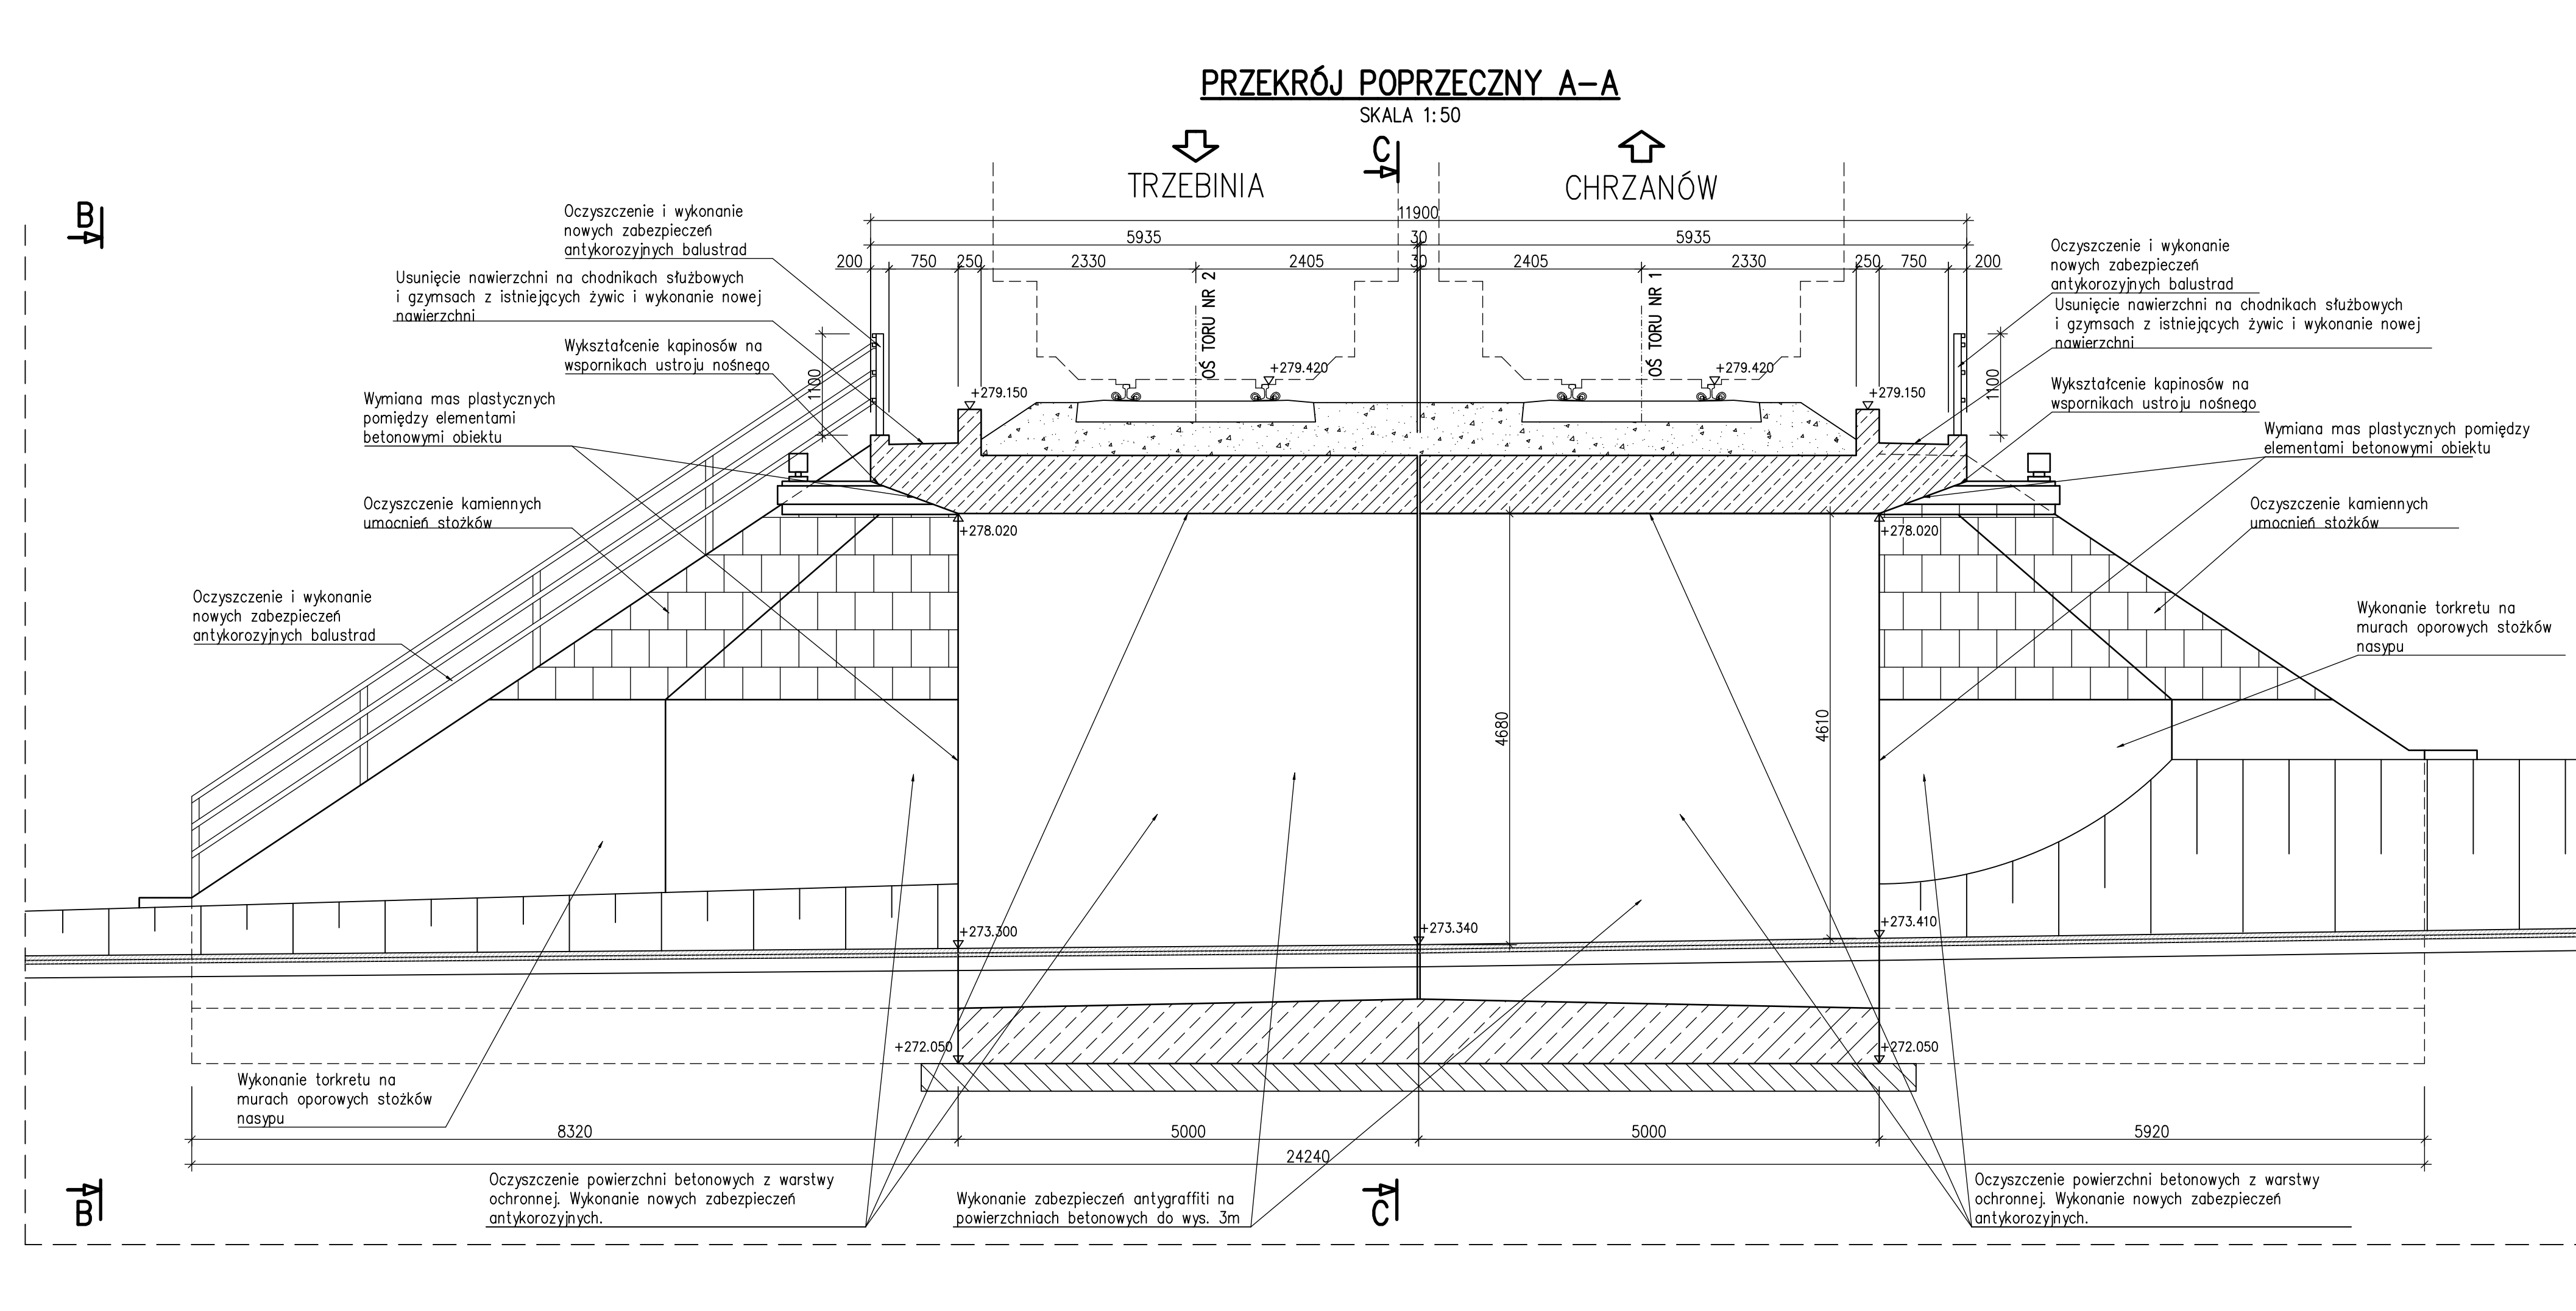 PRZEKRÓJ POPRZECZNY A-A
SKALA 1:50
C
TRZEBINIA
CHRZANÓW
B
11900
5935
30
5935
200
750
250
2330
2405
30
2405
2330
250
750
200
OŚ TORU NR 2
OŚ TORU NR 1
Oczyszczenie i wykonanie
nowych zabezpieczeń
antykorozyjnych balustrad
Usunięcie nawierzchni na chodnikach służbowych
i gzymsach z istniejących żywic i wykonanie nowej
nawierzchni
Wykształcenie kapinosów na
wspornikach ustroju nośnego
Wymiana mas plastycznych
pomiędzy elementami
betonowymi obiektu
Oczyszczenie kamiennych
umocnień stożków
Oczyszczenie i wykonanie
nowych zabezpieczeń
antykorozyjnych balustrad
1100
+279.150
+279.420
+279.420
+279.150
1100
Oczyszczenie i wykonanie
nowych zabezpieczeń
antykorozyjnych balustrad
Usunięcie nawierzchni na chodnikach służbowych
i gzymsach z istniejących żywic i wykonanie nowej
nawierzchni
Wykształcenie kapinosów na
wspornikach ustroju nośnego
Wymiana mas plastycznych pomiędzy
elementami betonowymi obiektu
Oczyszczenie kamiennych
umocnień stożków
Wykonanie torkretu na
murach oporowych stożków
nasypu
+278.020
+278.020
4680
4610
+273.300
+273.340
+273.410
+272.050
+272.050
Wykonanie torkretu na
murach oporowych stożków
nasypu
8320
5000
5000
5920
24240
Oczyszczenie powierzchni betonowych z warstwy
ochronnej. Wykonanie nowych zabezpieczeń
antykorozyjnych.
Wykonanie zabezpieczeń antygraffiti na
powierzchniach betonowych do wys. 3m
Oczyszczenie powierzchni betonowych z warstwy
ochronnej. Wykonanie nowych zabezpieczeń
antykorozyjnych.
B
C